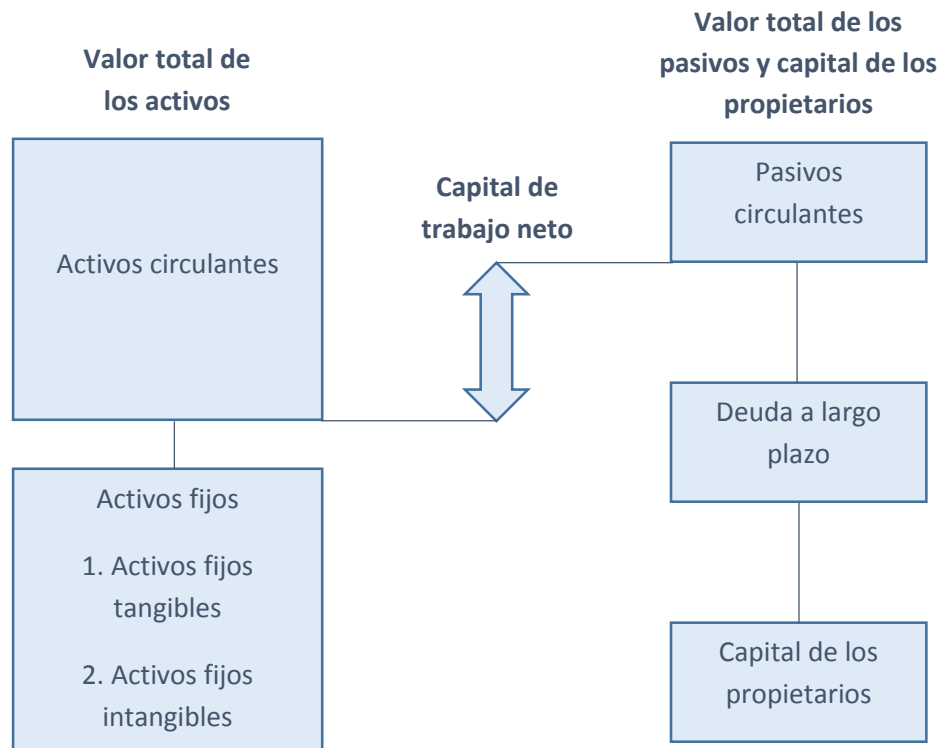 Valor total de
los activos
Activos circulantes
Activos fijos
1. Activos fijos
tangibles
2. Activos fijos
intangibles
Capital de
trabajo neto
Valor total de los
pasivos y capital de los
propietarios
Pasivos
circulantes
Deuda a largo
plazo
Capital de los
propietarios